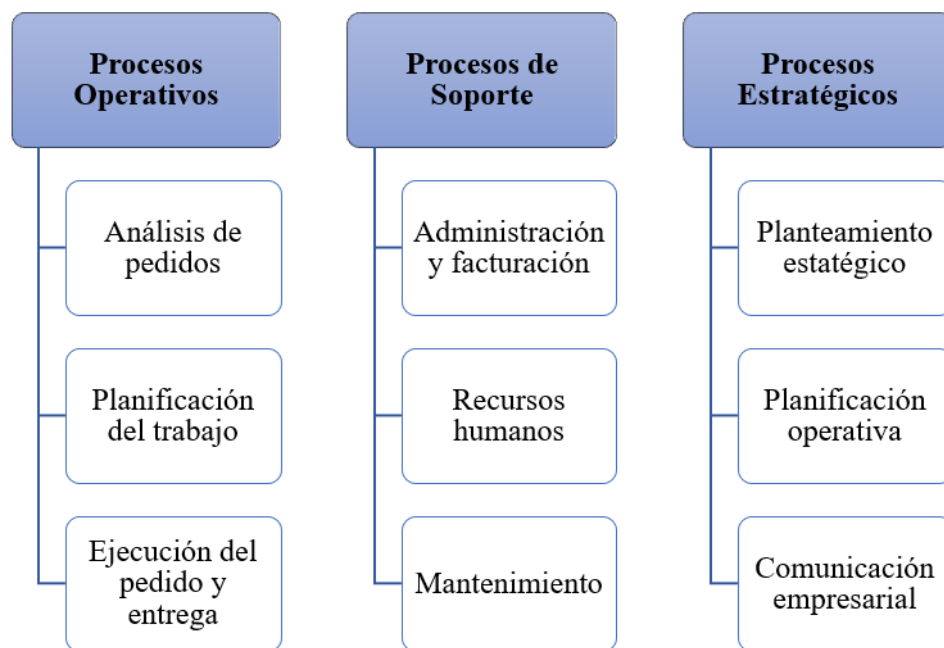 Procesos
Operativos
Análisis de
pedidos
Planificación
del trabajo
Ejecución del
pedido y
entrega
Procesos de
Soporte
Administración
y facturación
Recursos
humanos
Mantenimiento
Procesos
Estratégicos
Planteamiento
estatégico
Planificación
operativa
Comunicación
empresarial